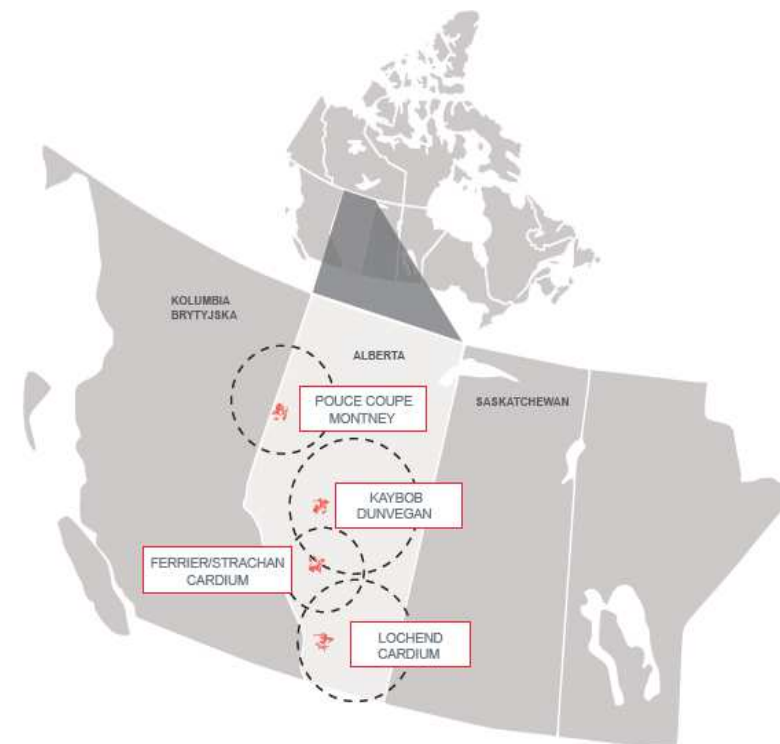 KOLUMBIA
BRYTYJSKA
ALBERTA
SASKATCHEWAN
POUCE COUPE
MONTNEY
KAYBOB
DUNVEGAN
FERRIER/STRACHAN
CARDIUM
LOCHEND
CARDIUM